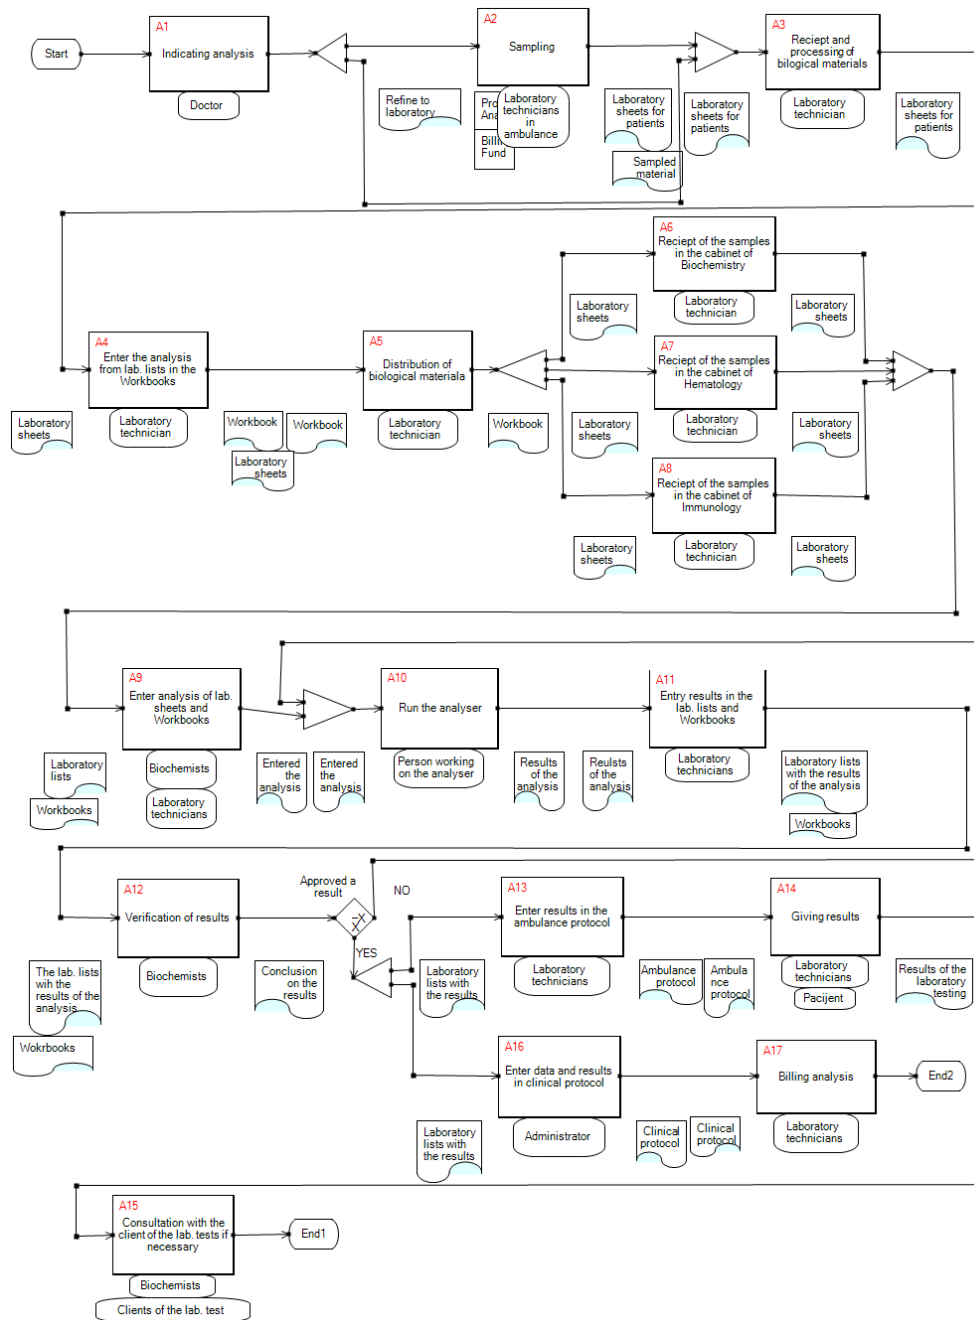 A1
A2
A3
Start
Indicating analysis
Sampling
Reciept and
processing of
bilogical materials
Doctor
Refine to
laboratory
Pro
Ana
Billi
Fund
Laboratory
technicians
in
ambulance
Laboratory
sheets for
patients
Sampled
material
Laboratory
sheets for
patients
Laboratory
technician
Laboratory
sheets for
patients
A6
Reciept of the samples
in the cabinet of
Biochemistry
Laboratory
sheets
Laboratory
technician
Laboratory
sheets
A4
Enter the analysis
from lab. lists in the
Workbooks
A5
Distribution of
biological materiala
A7
Reciept of the samples
in the cabinet of
Hematology
Laboratory
sheets
Laboratory
technician
Workbook
Workbook
Laboratory
sheets
Laboratory
technician
Workbook
Laboratory
sheets
Laboratory
technician
Laboratory
sheets
A8
Reciept of the samples
in the cabinet of
Immunology
Laboratory
sheets
Laboratory
technician
Laboratory
sheets
A9
Enter analysis of lab.
sheets and
Workbooks
A10
Run the analyser
A11
Entry results in the
lab. lists and
Workbooks
Laboratory
lists
Workbooks
Biochemists
Laboratory
technicians
Entered
the
analysis
Entered
the
analysis
Person working
on the analyser
Results
of the
analysis
Reulsts
of the
analysis
Laboratory
technicians
Laboratory lists
with the results
of the analysis
Workbooks
A12
Verification of results
Approved a
result
NO
YES
A13
Enter results in the
ambulance protocol
A14
Giving results
The lab. lists
wih the
results of the
analysis
Wokrbooks
Biochemists
Conclusion
on the
results
Laboratory
lists with
the results
Laboratory
technicians
Ambulance
protocol
Ambula
nce
protocol
Laboratory
technicians
Pacijent
Results of the
laboratory
testing
A16
Enter data and results
in clinical protocol
A17
Billing analysis
End2
Laboratory
lists with
the results
Administrator
Clinical
protocol
Clinical
protocol
Laboratory
technicians
A15
Consultation with the
client of the lab. tests if
necessary
End1
Biochemists
Clients of the lab. test